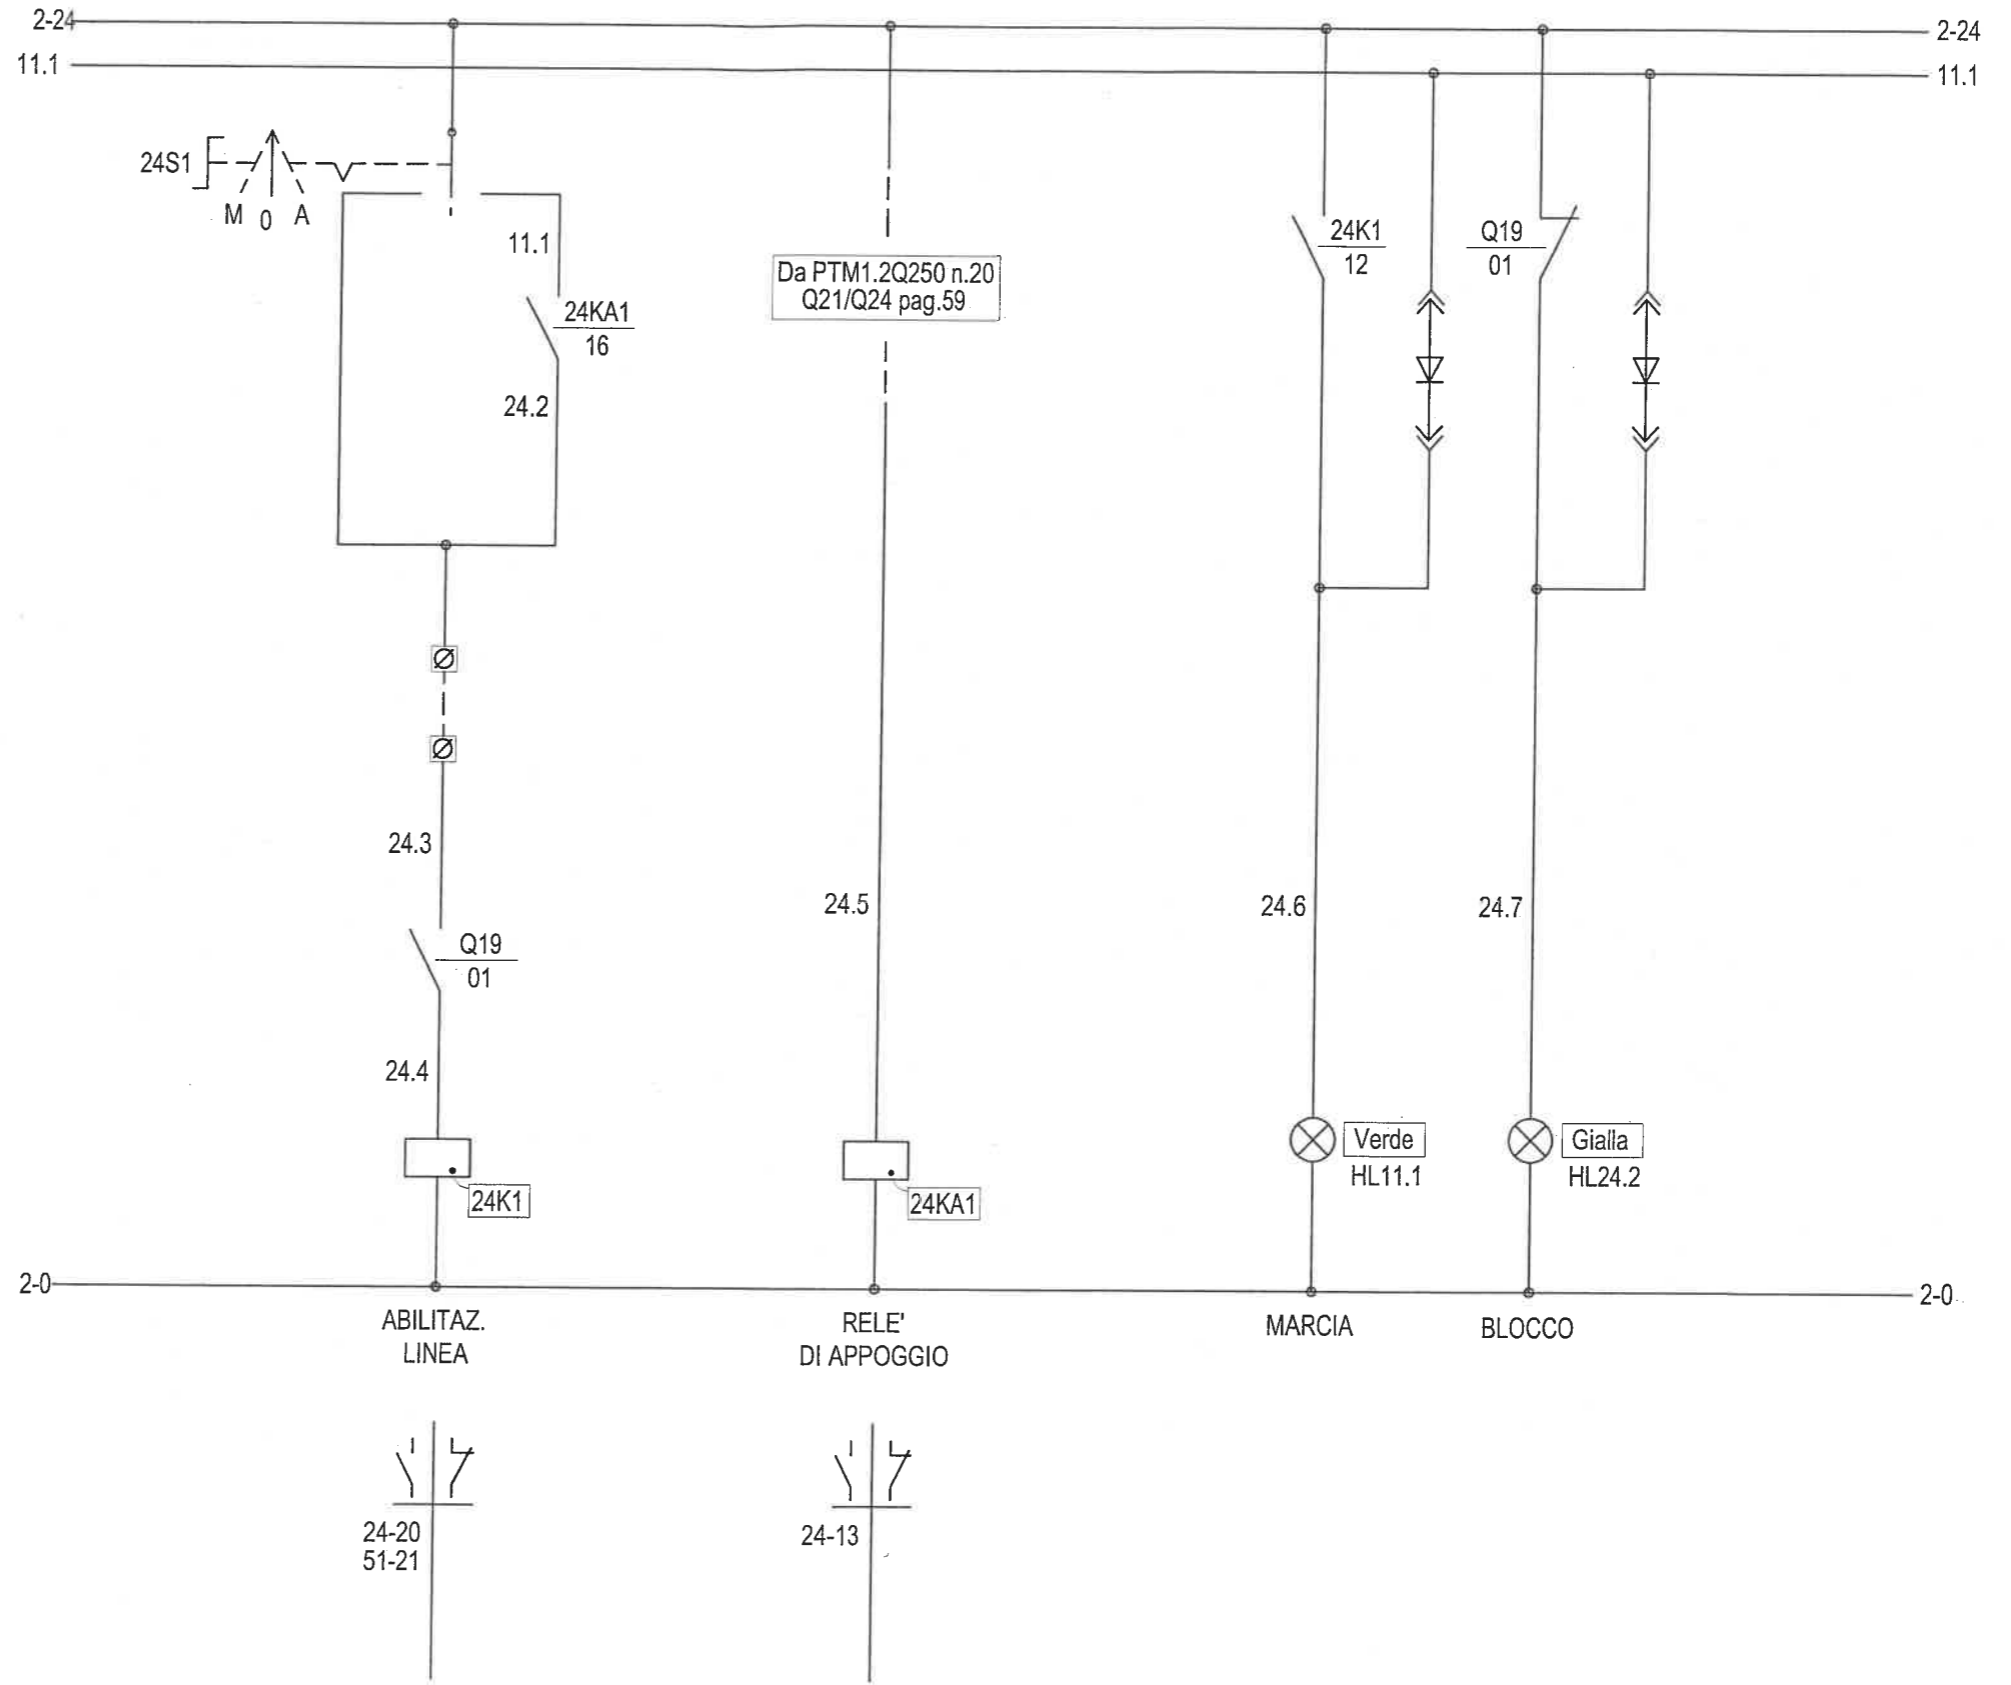 2-24
2-24
11.1
11.1
24S1
M 0 A
11.1
24KA1
16
24.2
Da PTM1.2Q250 n.20
Q21/Q24 pag.59
24K1
12
Q19
01
24.3
Q19
01
24.4
24.5
24.6
24.7
24K1
24KA1
Verde
HL11.1
Gialla
HL24.2
2-0
2-0
ABILITAZ.
LINEA
RELE'
DI APPOGGIO
MARCIA
BLOCCO
24-20
51-21
24-13